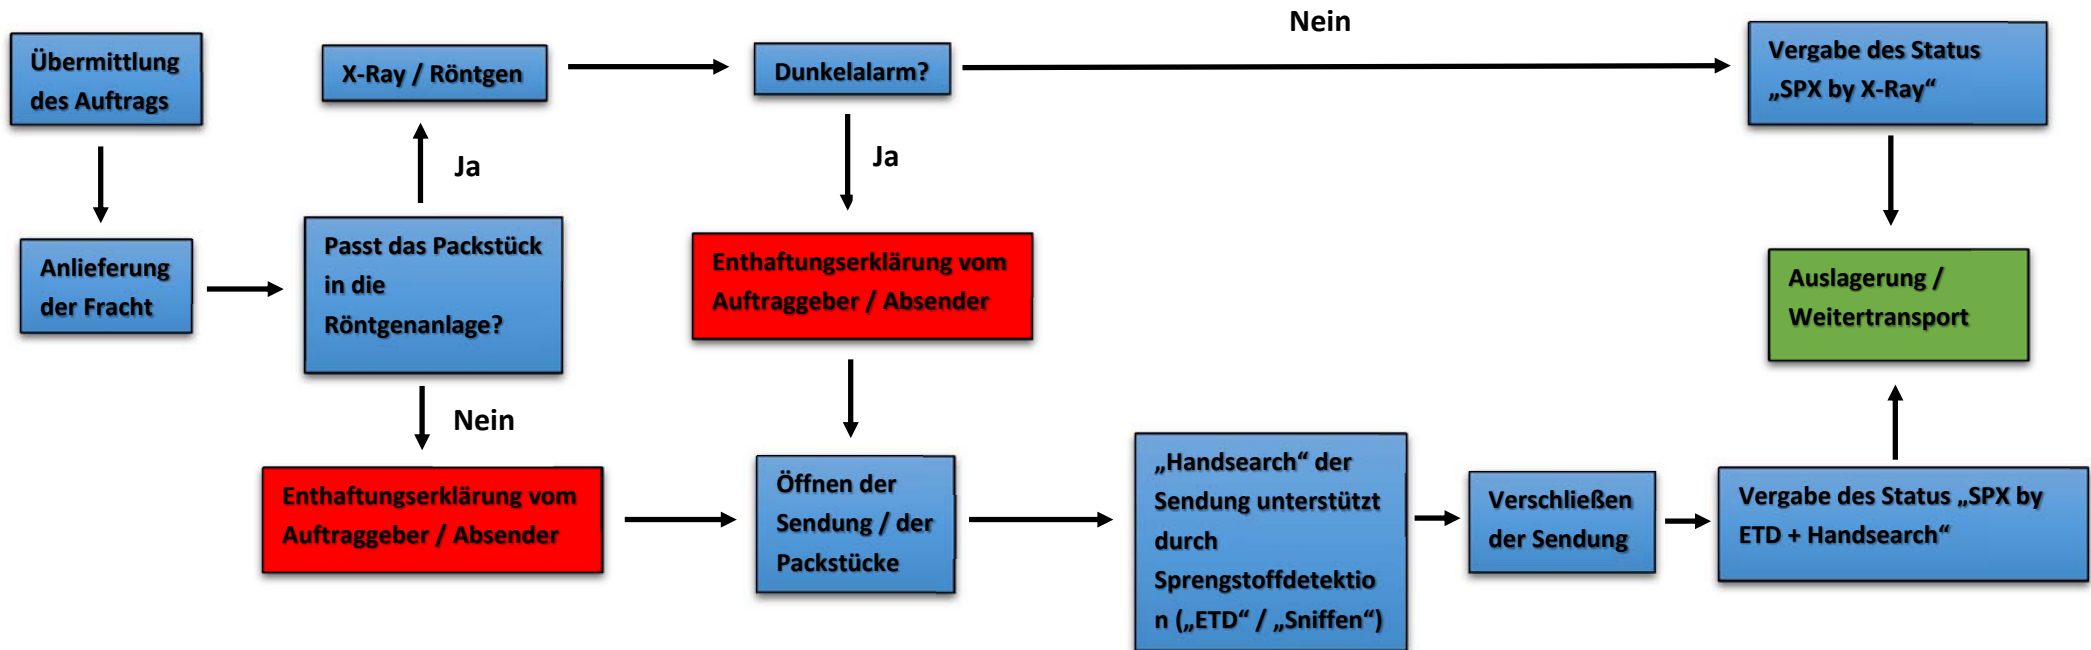 Übermittlung
des Auftrags
Anlieferung
der Fracht
Passt das Packstück
in die
Röntgenanlage?
Ja
X-Ray / Röntgen
Dunkelalarm?
Nein
Vergabe des Status
„SPX by X-Ray“
Ja
Enthaftungserklärung vom
Auftraggeber / Absender
Auslagerung /
Weitertransport
Nein
Enthaftungserklärung vom
Auftraggeber / Absender
Öffnen der
Sendung / der
Packstücke
„Handsearch“ der
Sendung unterstützt
durch
Sprengstoffdetektio
n („ETD“ / „Sniffen“)
Verschließen
der Sendung
Vergabe des Status „SPX by
ETD + Handsearch“